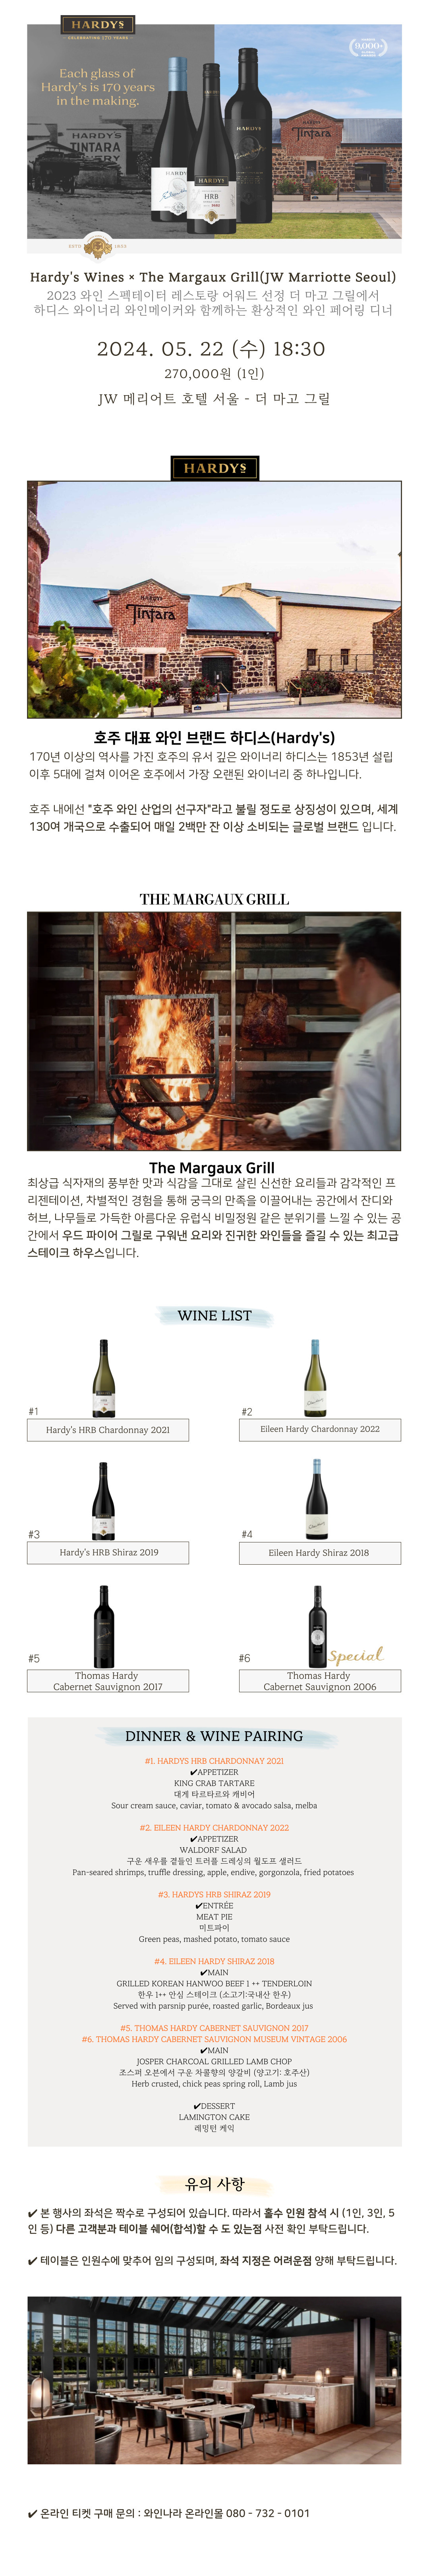 HARDYS
CELEBRATING 170 YEARS
Each glass of
Hardy's is 170 years
in the making.
9,000+
HARDY'S
TINTARA
HARDYS
Tintara
HARDYS
HARDYS
HRB
ESTD
1853
Hardy's Wines × The Margaux Grill(JW Marriotte Seoul)
2023 와인 스펙테이터 레스토랑 어워드 선정 더 마고 그릴에서
하디스 와이너리 와인메이커와 함께하는 환상적인 와인 페어링 디너
2024. 05. 22 (수) 18:30
270,000원 (1인)
JW 메리어트 호텔 서울 - 더 마고 그릴
HARDYS
HARDYS
Tintara
호주 대표 와인 브랜드 하디스(Hardy's)
170년 이상의 역사를 가진 호주의 유서 깊은 와이너리 하디스는 1853년 설립
이후 5대에 걸쳐 이어온 호주에서 가장 오랜된 와이너리 중 하나입니다.
호주 내에선 "호주 와인 산업의 선구자"라고 불릴 정도로 상징성이 있으며, 세계
130여 개국으로 수출되어 매일 2백만 잔 이상 소비되는 글로벌 브랜드 입니다.
THE MARGAUX GRILL
The Margaux Grill
최상급 식자재의 풍부한 맛과 식감을 그대로 살린 신선한 요리들과 감각적인 프
리젠테이션, 차별적인 경험을 통해 궁극의 만족을 이끌어내는 공간에서 잔디와
허브, 나무들로 가득한 아름다운 유럽식 비밀정원 같은 분위기를 느낄 수 있는 공
간에서 우드 파이어 그릴로 구워낸 요리와 진귀한 와인들을 즐길 수 있는 최고급
스테이크 하우스입니다.
WINE LIST
#1
Hardy's HRB Chardonnay 2021
#2
Eileen Hardy Chardonnay 2022
#3
Hardy's HRB Shiraz 2019
#4
Eileen Hardy Shiraz 2018
#5
Thomas Hardy
Cabernet Sauvignon 2017
#6
Special
Thomas Hardy
Cabernet Sauvignon 2006
DINNER & WINE PAIRING
#1. HARDYS HRB CHARDONNAY 2021
✔APPETIZER
KING CRAB TARTARE
대게 타르타르와 캐비어
Sour cream sauce, caviar, tomato & avocado salsa, melba
#2. EILEEN HARDY CHARDONNAY 2022
✔APPETIZER
WALDORF SALAD
구운 새우를 곁들인 트러플 드레싱의 월도프 샐러드
Pan-seared shrimps, truffle dressing, apple, endive, gorgonzola, fried potatoes
#3. HARDYS HRB SHIRAZ 2019
✔ENTRÉE
MEAT PIE
미트파이
Green peas, mashed potato, tomato sauce
#4. EILEEN HARDY SHIRAZ 2018
✔MAIN
GRILLED KOREAN HANWOO BEEF 1 ++ TENDERLOIN
한우 1++ 안심 스테이크 (소고기:국내산 한우)
Served with parsnip purée, roasted garlic, Bordeaux jus
#5. THOMAS HARDY CABERNET SAUVIGNON 2017
#6. THOMAS HARDY CABERNET SAUVIGNON MUSEUM VINTAGE 2006
✔MAIN
JOSPER CHARCOAL GRILLED LAMB CHOP
조스퍼 오븐에서 구운 차콜향의 양갈비 (양고기: 호주산)
Herb crusted, chick peas spring roll, Lamb jus
✔DESSERT
LAMINGTON CAKE
레밍턴 케잌
유의 사항
✔ 본 행사의 좌석은 짝수로 구성되어 있습니다. 따라서 홀수 인원 참석 시 (1인, 3인, 5
인 등) 다른 고객분과 테이블 쉐어(합석)할 수 도 있는점 사전 확인 부탁드립니다.
✔ 테이블은 인원수에 맞추어 임의 구성되며, 좌석 지정은 어려운점 양해 부탁드립니다.
✔ 온라인 티켓 구매 문의 : 와인나라 온라인몰 080 - 732 - 0101